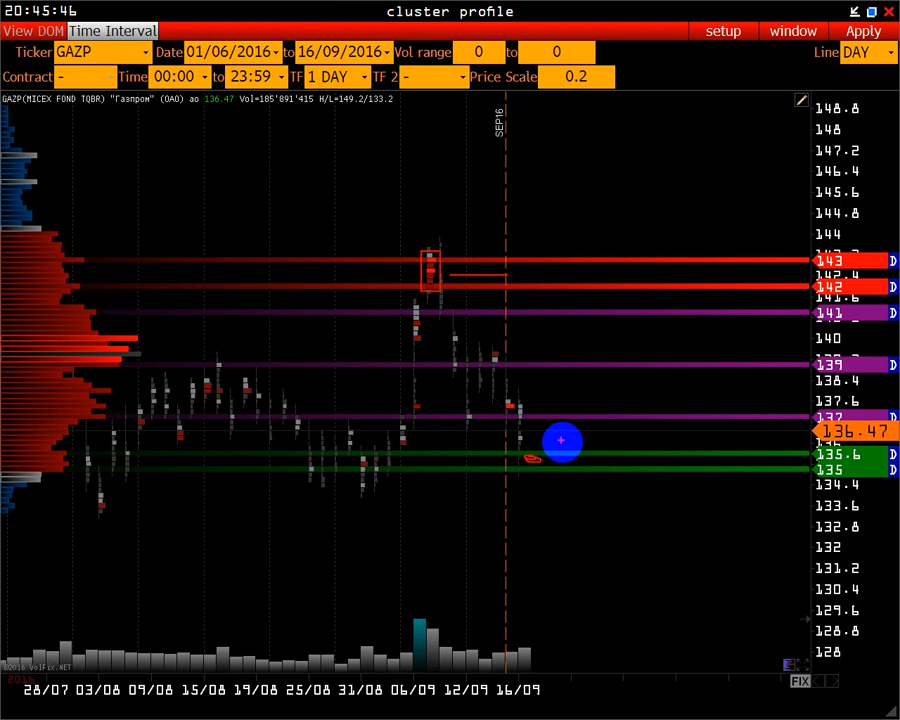 20:45:46 cluster profile
View DOM Time Interval setup window Apply
Ticker GAZP Date 01/06/2016 to 16/09/2016 Vol range 0 to 0 Line DAY
Contract - Time 00:00 to 23:59 TF 1 DAY TF 2 - Price Scale 0.2
GAZP(MICEX FOND TQBR) "Газпром" (ОАО) ао 136.47 Vol=185'891'415 H/L=149.2/133.2
SEP16
148.8
148
147.2
146.4
145.6
144.8
144
143 D
142.4
142 D
141.6
141 D
140
139 D
138.4
137.6
137 D
136.47
135.6 D
135 D
134.4
133.6
132.8
132
131.2
130.4
129.6
128.8
128
©2016 VolFix.NET
2016
FIX
28/07 03/08 09/08 15/08 19/08 25/08 31/08 06/09 12/09 16/09